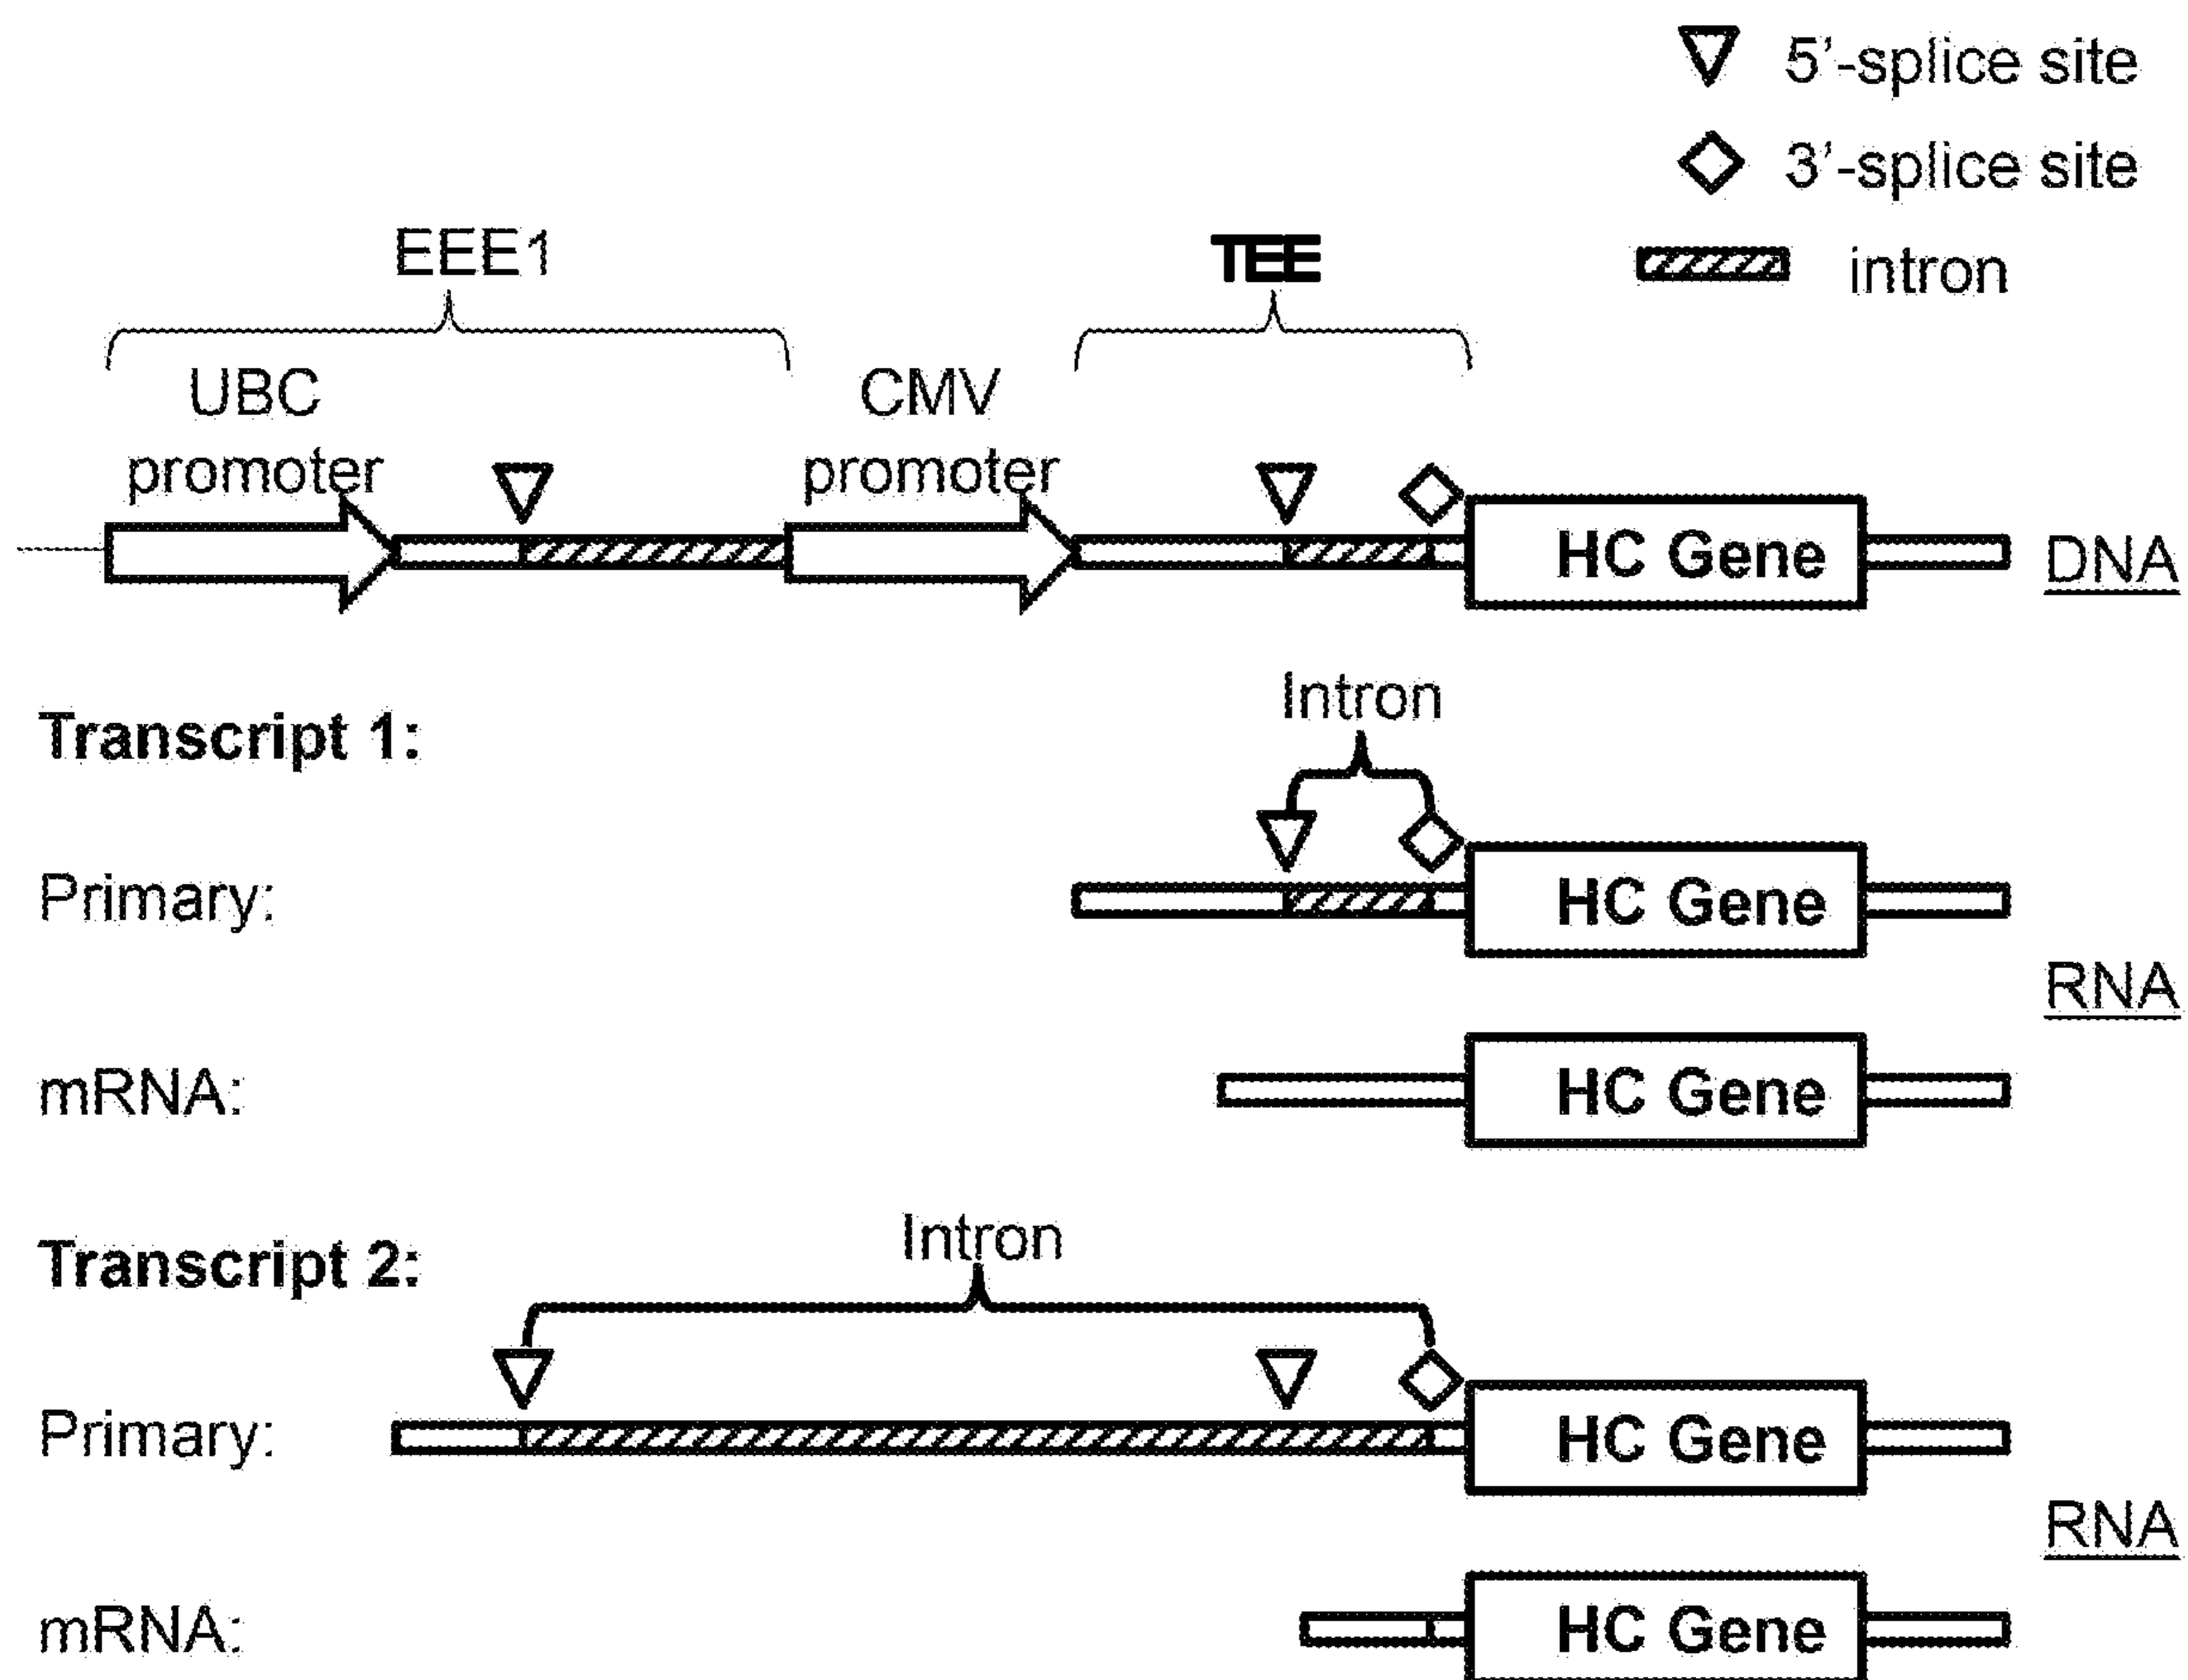 5’-splice site
3’-splice site
intron
EEE1
TEE
UBC
promoter
CMV
promoter
HC Gene
DNA
Intron
Transcript 1:
Primary:
HC Gene
RNA
mRNA:
HC Gene
Intron
Transcript 2:
Primary:
HC Gene
RNA
mRNA:
HC Gene